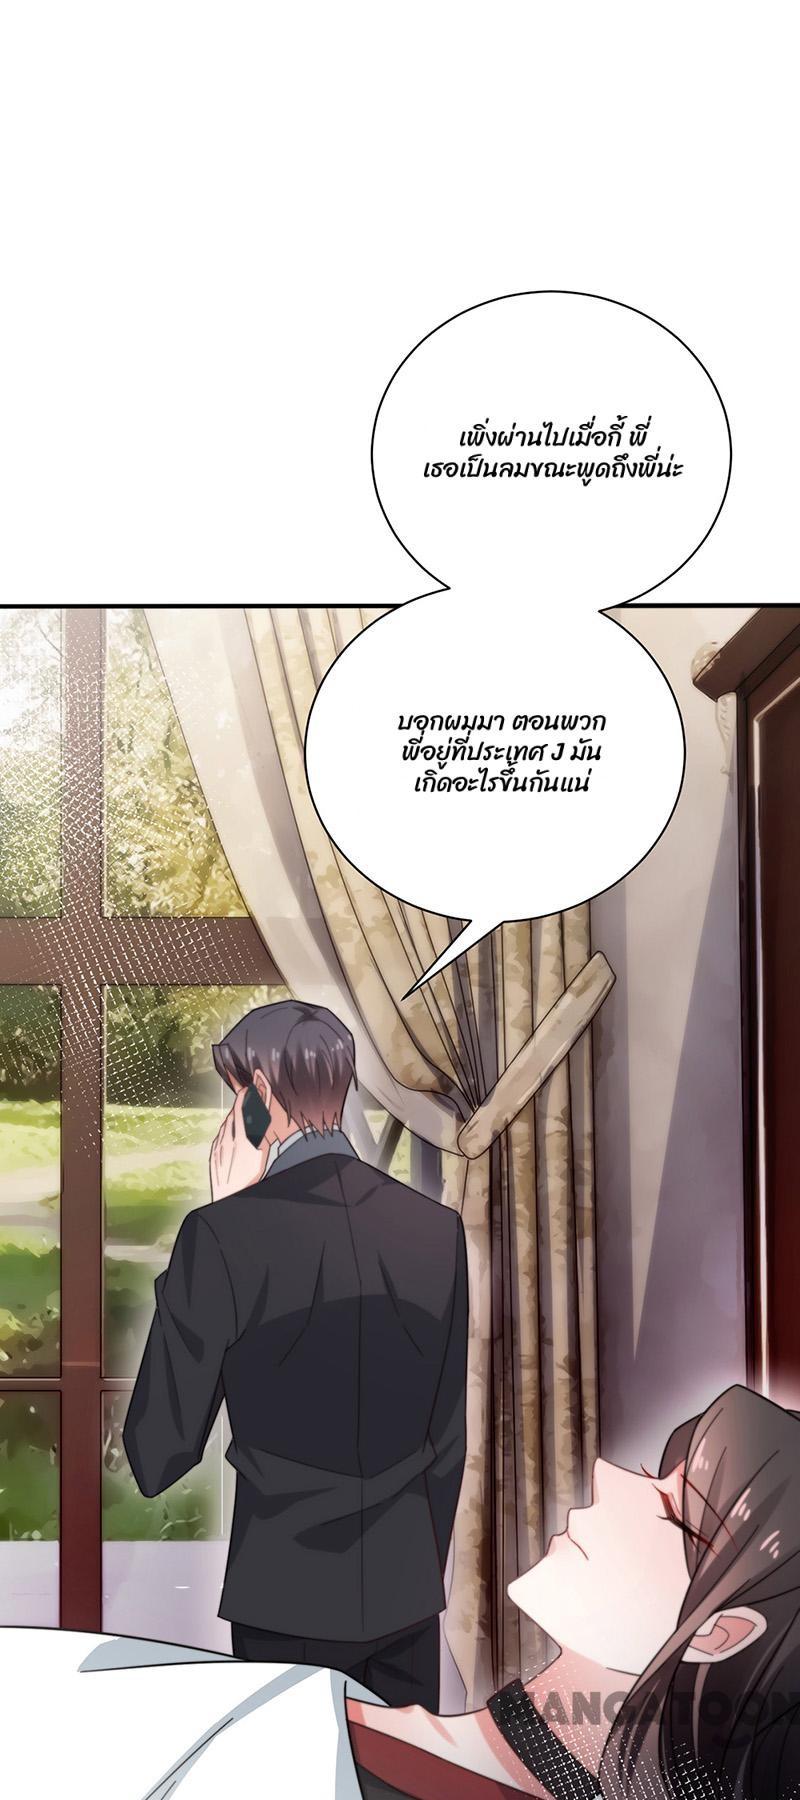 เพิ่งผ่านไปเมื่อกี้ พี่
เธอเป็นลมขณะพูดถึงพี่น่ะ
บอกผมมา ตอนพวก
พี่อยู่ที่ประเทศ J มัน
เกิดอะไรขึ้นกันแน่
MANGATOON